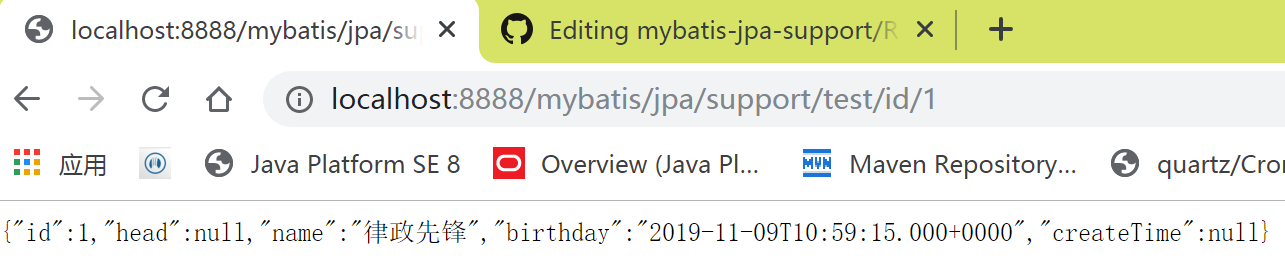 localhost:8888/mybatis/jpa/su
Editing mybatis-jpa-support/R
localhost:8888/mybatis/jpa/support/test/id/1
应用 Java Platform SE 8 Overview (Java Pl... MVN Maven Repository... quartz/Cron
{"id":1,"head":null,"name":"律政先锋","birthday":"2019-11-09T10:59:15.000+0000","createTime":null}